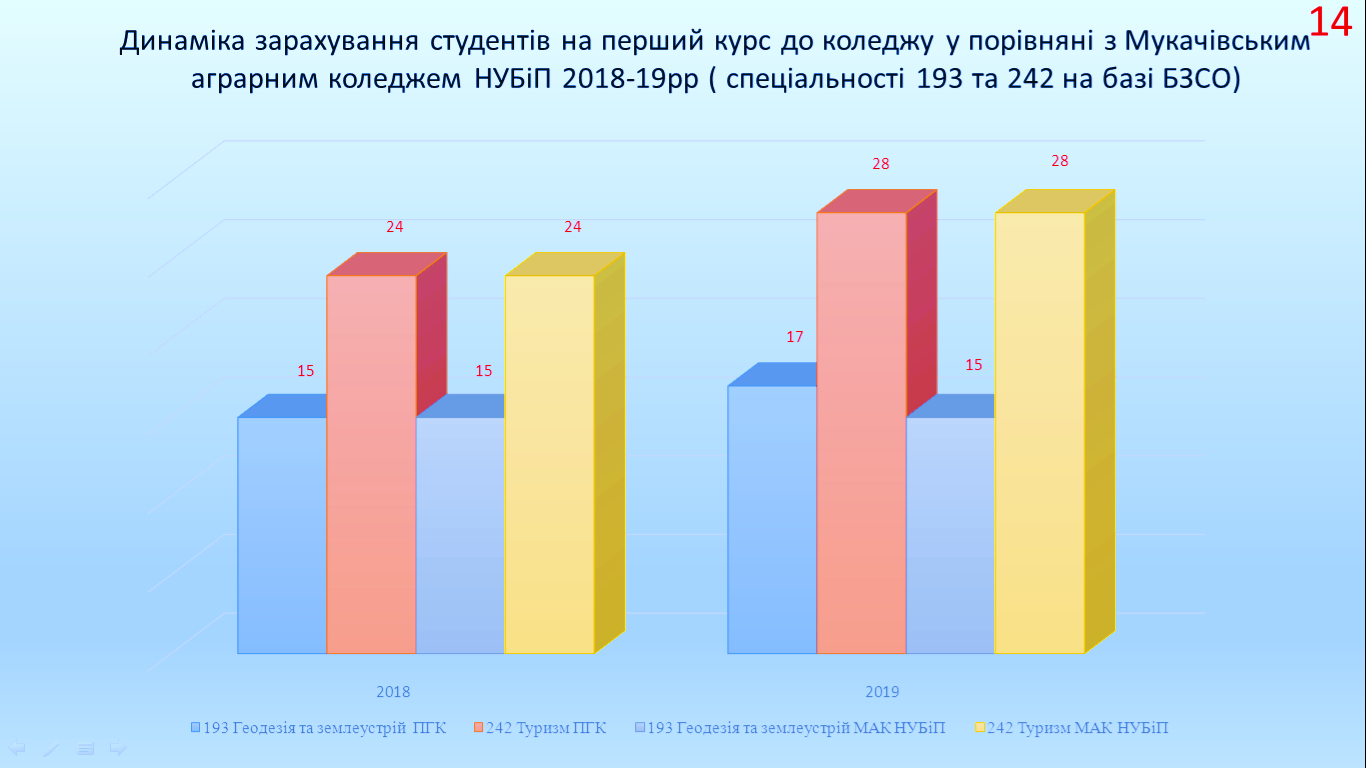 14
Динаміка зарахування студентів на перший курс до коледжу у порівняні з Мукачівським
аграрним коледжем НУБіП 2018-19рр ( спеціальності 193 та 242 на базі БЗСО)
28
28
24
24
17
15
15
15
2018
2019
193 Геодезія та землеустрій ПГК
242 Туризм ПГК
193 Геодезія та землеустрій МАК НУБіП
242 Туризм МАК НУБіП